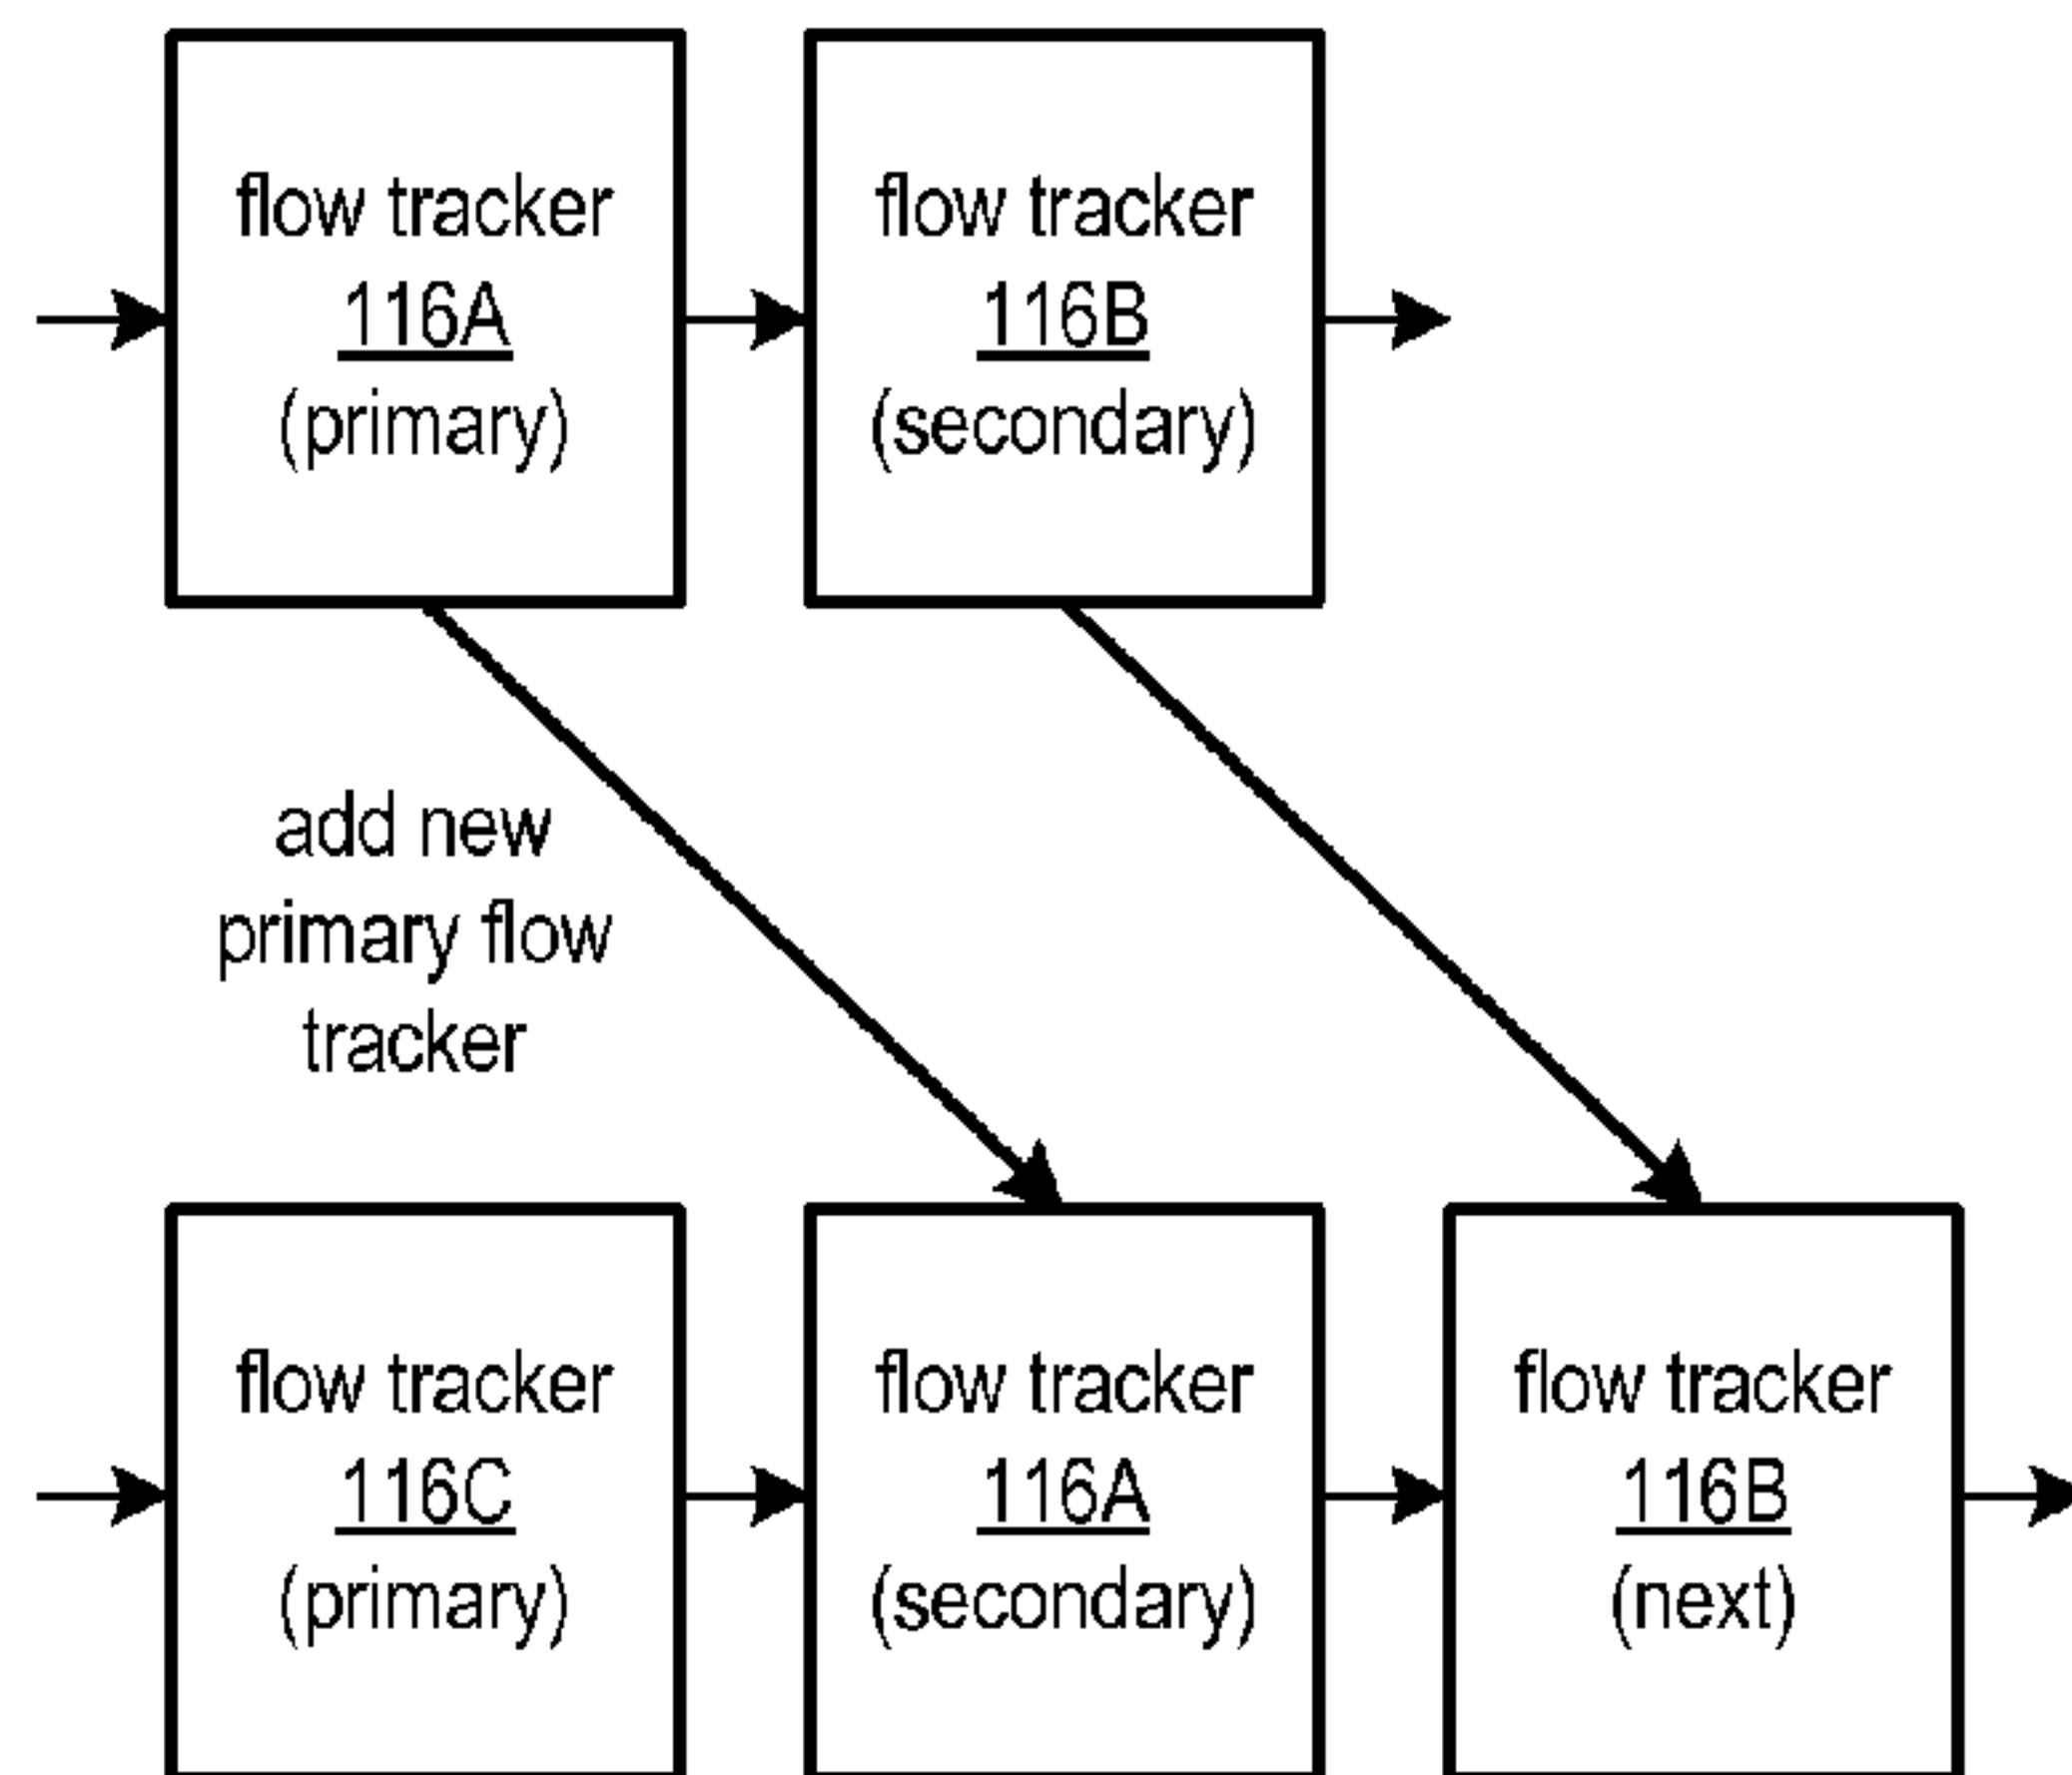 flow tracker
116A
(primary)
flow tracker
116B
(secondary)
add new
primary flow
tracker
flow tracker
116C
(primary)
flow tracker
116A
(secondary)
flow tracker
116B
(next)